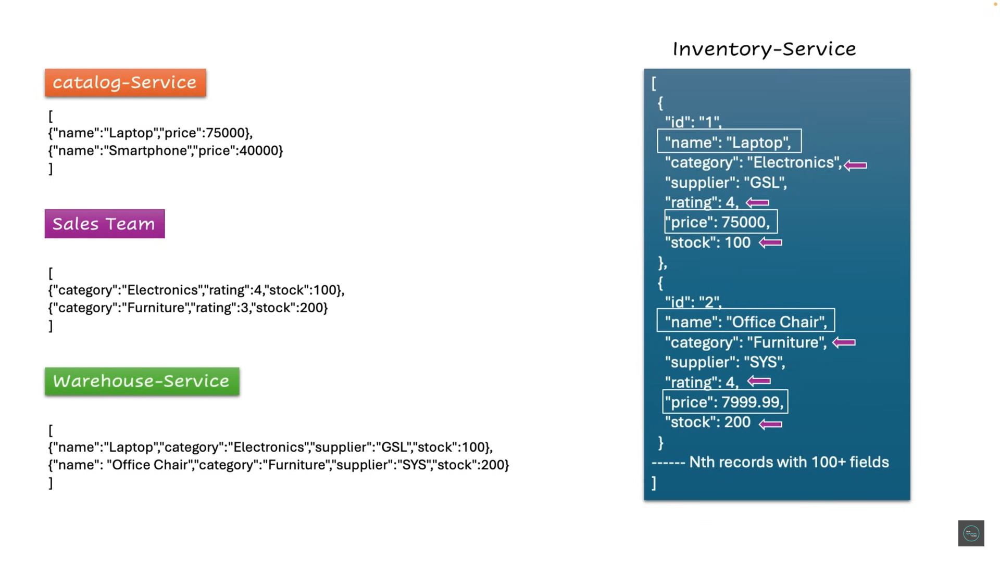 Inventory-Service
catalog-Service
[
{"name":"Laptop","price":75000},
{"name":"Smartphone","price":40000}
]
Sales Team
[
{"category":"Electronics","rating":4,"stock":100},
{"category":"Furniture","rating":3,"stock":200}
]
Warehouse-Service
[
{"name":"Laptop","category":"Electronics","supplier":"GSL","stock":100},
{"name": "Office Chair","category":"Furniture","supplier":"SYS","stock":200}
]
[
{
"id": "1",
"name": "Laptop",
"category": "Electronics",
"supplier": "GSL",
"rating": 4,
"price": 75000,
"stock": 100
},
{
"id": "2",
"name": "Office Chair",
"category": "Furniture",
"supplier": "SYS",
"rating": 4,
"price": 7999.99,
"stock": 200
}
------ Nth records with 100+ fields
]